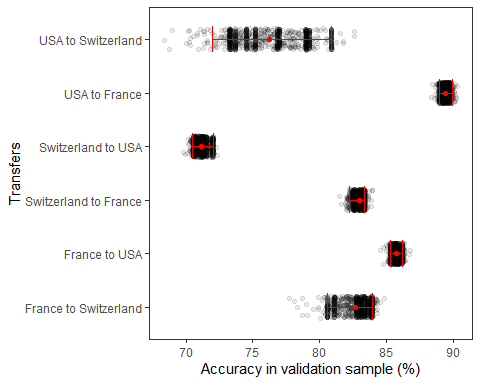 Transfers
USA to Switzerland
USA to France
Switzerland to USA
Switzerland to France
France to USA
France to Switzerland
70 75 80 85 90
Accuracy in validation sample (%)